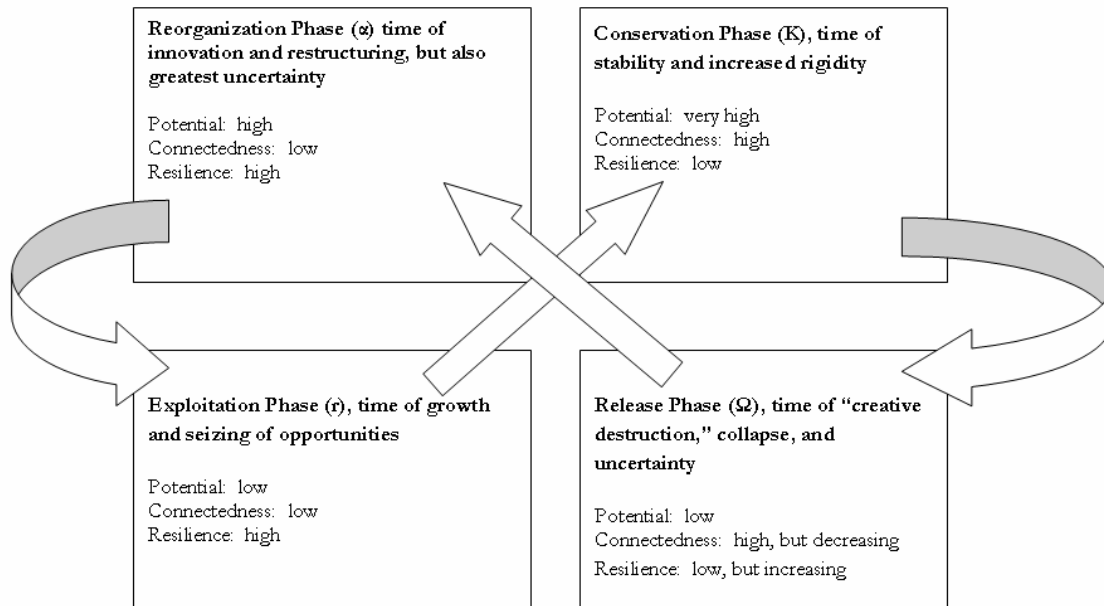 Reorganization Phase (α) time of
innovation and restructuring, but also
greatest uncertainty
Potential: high
Connectedness: low
Resilience: high
Conservation Phase (K), time of
stability and increased rigidity
Potential: very high
Connectedness: high
Resilience: low
Exploitation Phase (r), time of growth
and seizing of opportunities
Potential: low
Connectedness: low
Resilience: high
Release Phase (Ω), time of “creative
destruction,” collapse, and
uncertainty
Potential: low
Connectedness: high, but decreasing
Resilience: low, but increasing